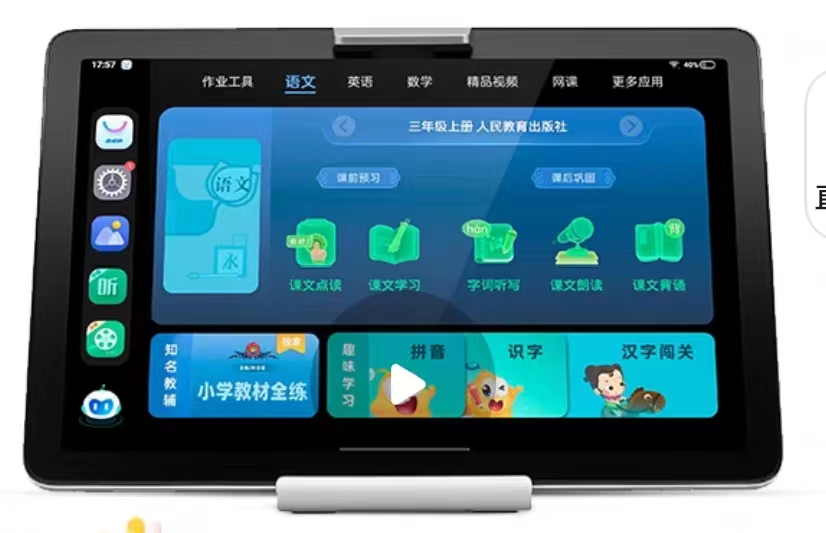 17:57
40%
作业工具 语文 英语 数学 精品视频 网课 更多应用
三年级上册 人民教育出版社
语文
水
课前预习 课后巩固
hàn
背
课文点读 课文学习 字词听写 课文朗读 课文背诵
听
知名教辅
独家
小学教材全练
趣味学习
拼音
识字
汉字闯关